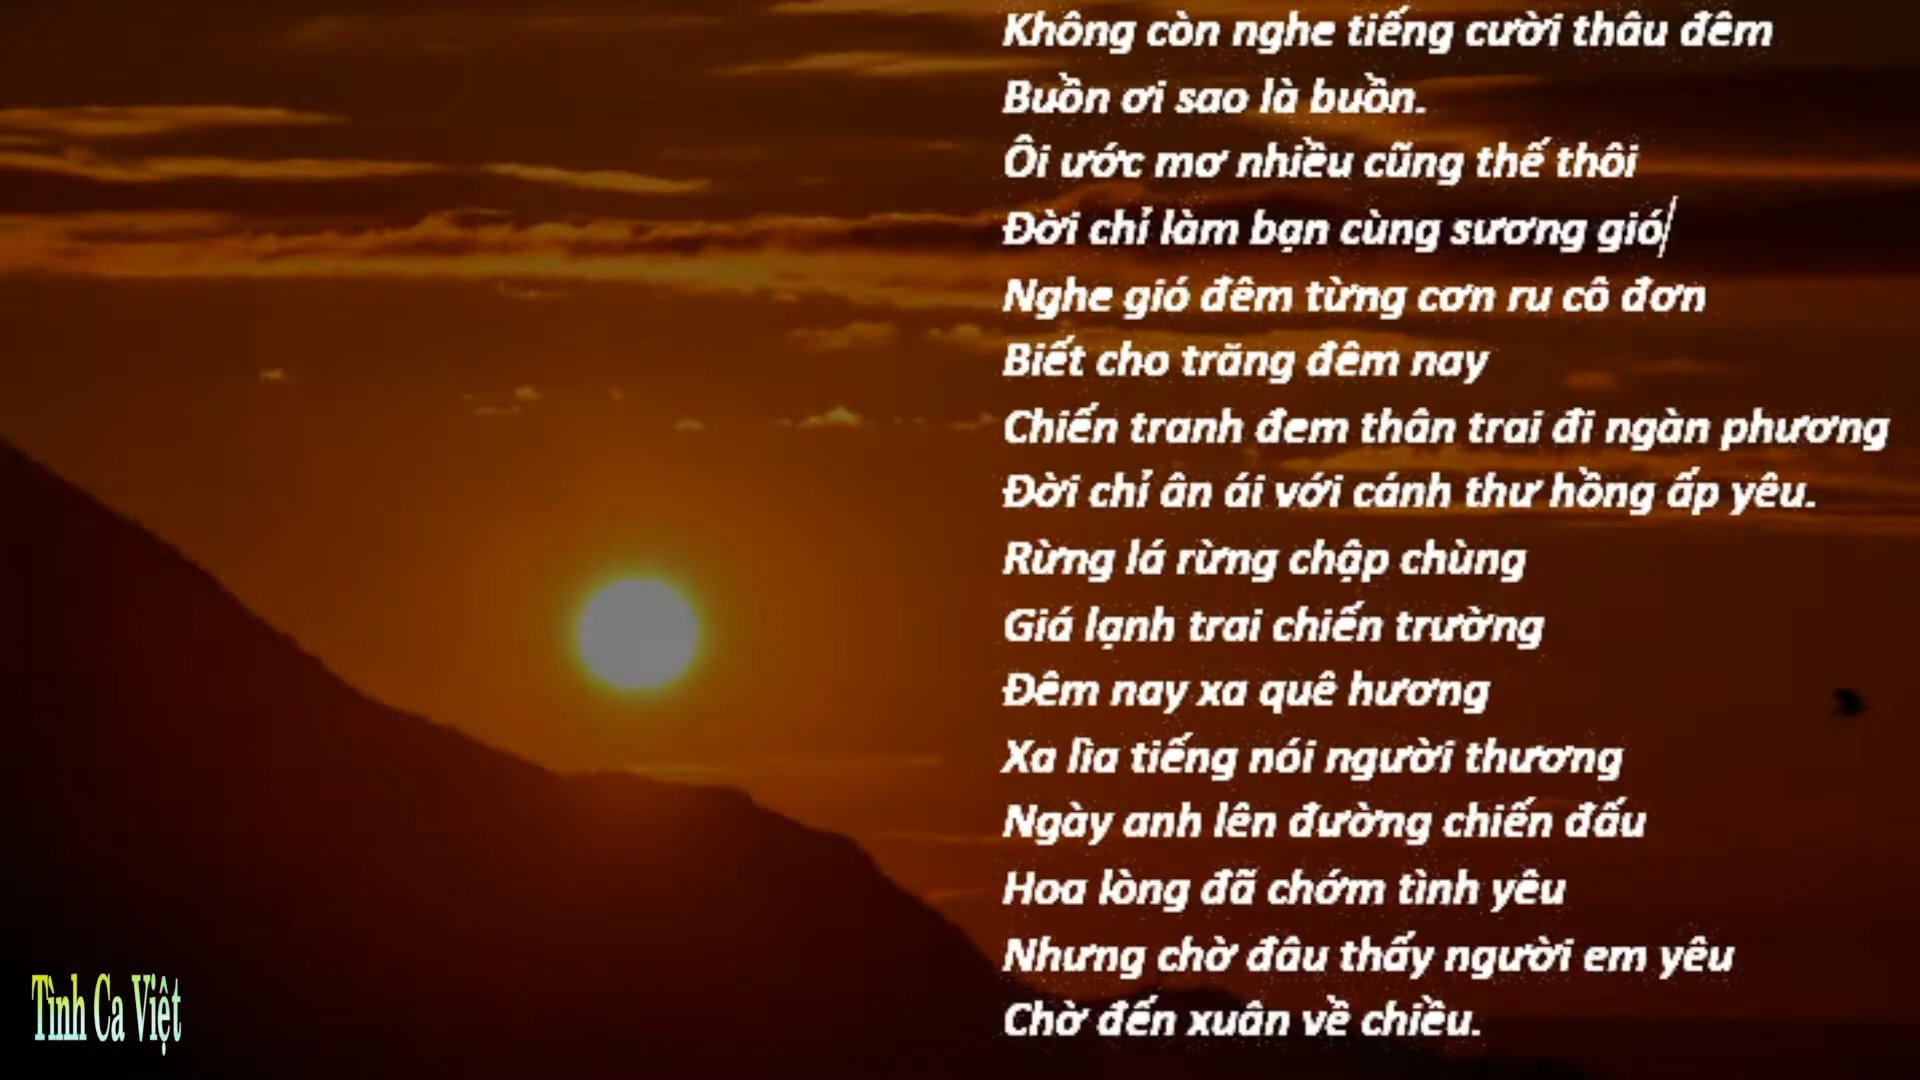 Không còn nghe tiếng cười thâu đêm
Buồn ơi sao là buồn.
Ôi ước mơ nhiều cũng thế thôi
Đời chỉ làm bạn cùng sương gió
Nghe gió đêm từng cơn ru cô đơn
Biết cho trăng đêm nay
Chiến tranh đem thân trai đi ngàn phương
Đời chỉ ân ái với cánh thư hồng ấp yêu.
Rừng lá rừng chập chùng
Giá lạnh trai chiến trường
Đêm nay xa quê hương
Xa lìa tiếng nói người thương
Ngày anh lên đường chiến đấu
Hoa lòng đã chớm tình yêu
Nhưng chờ đâu thấy người em yêu
Chờ đến xuân về chiều.
Tình Ca Việt